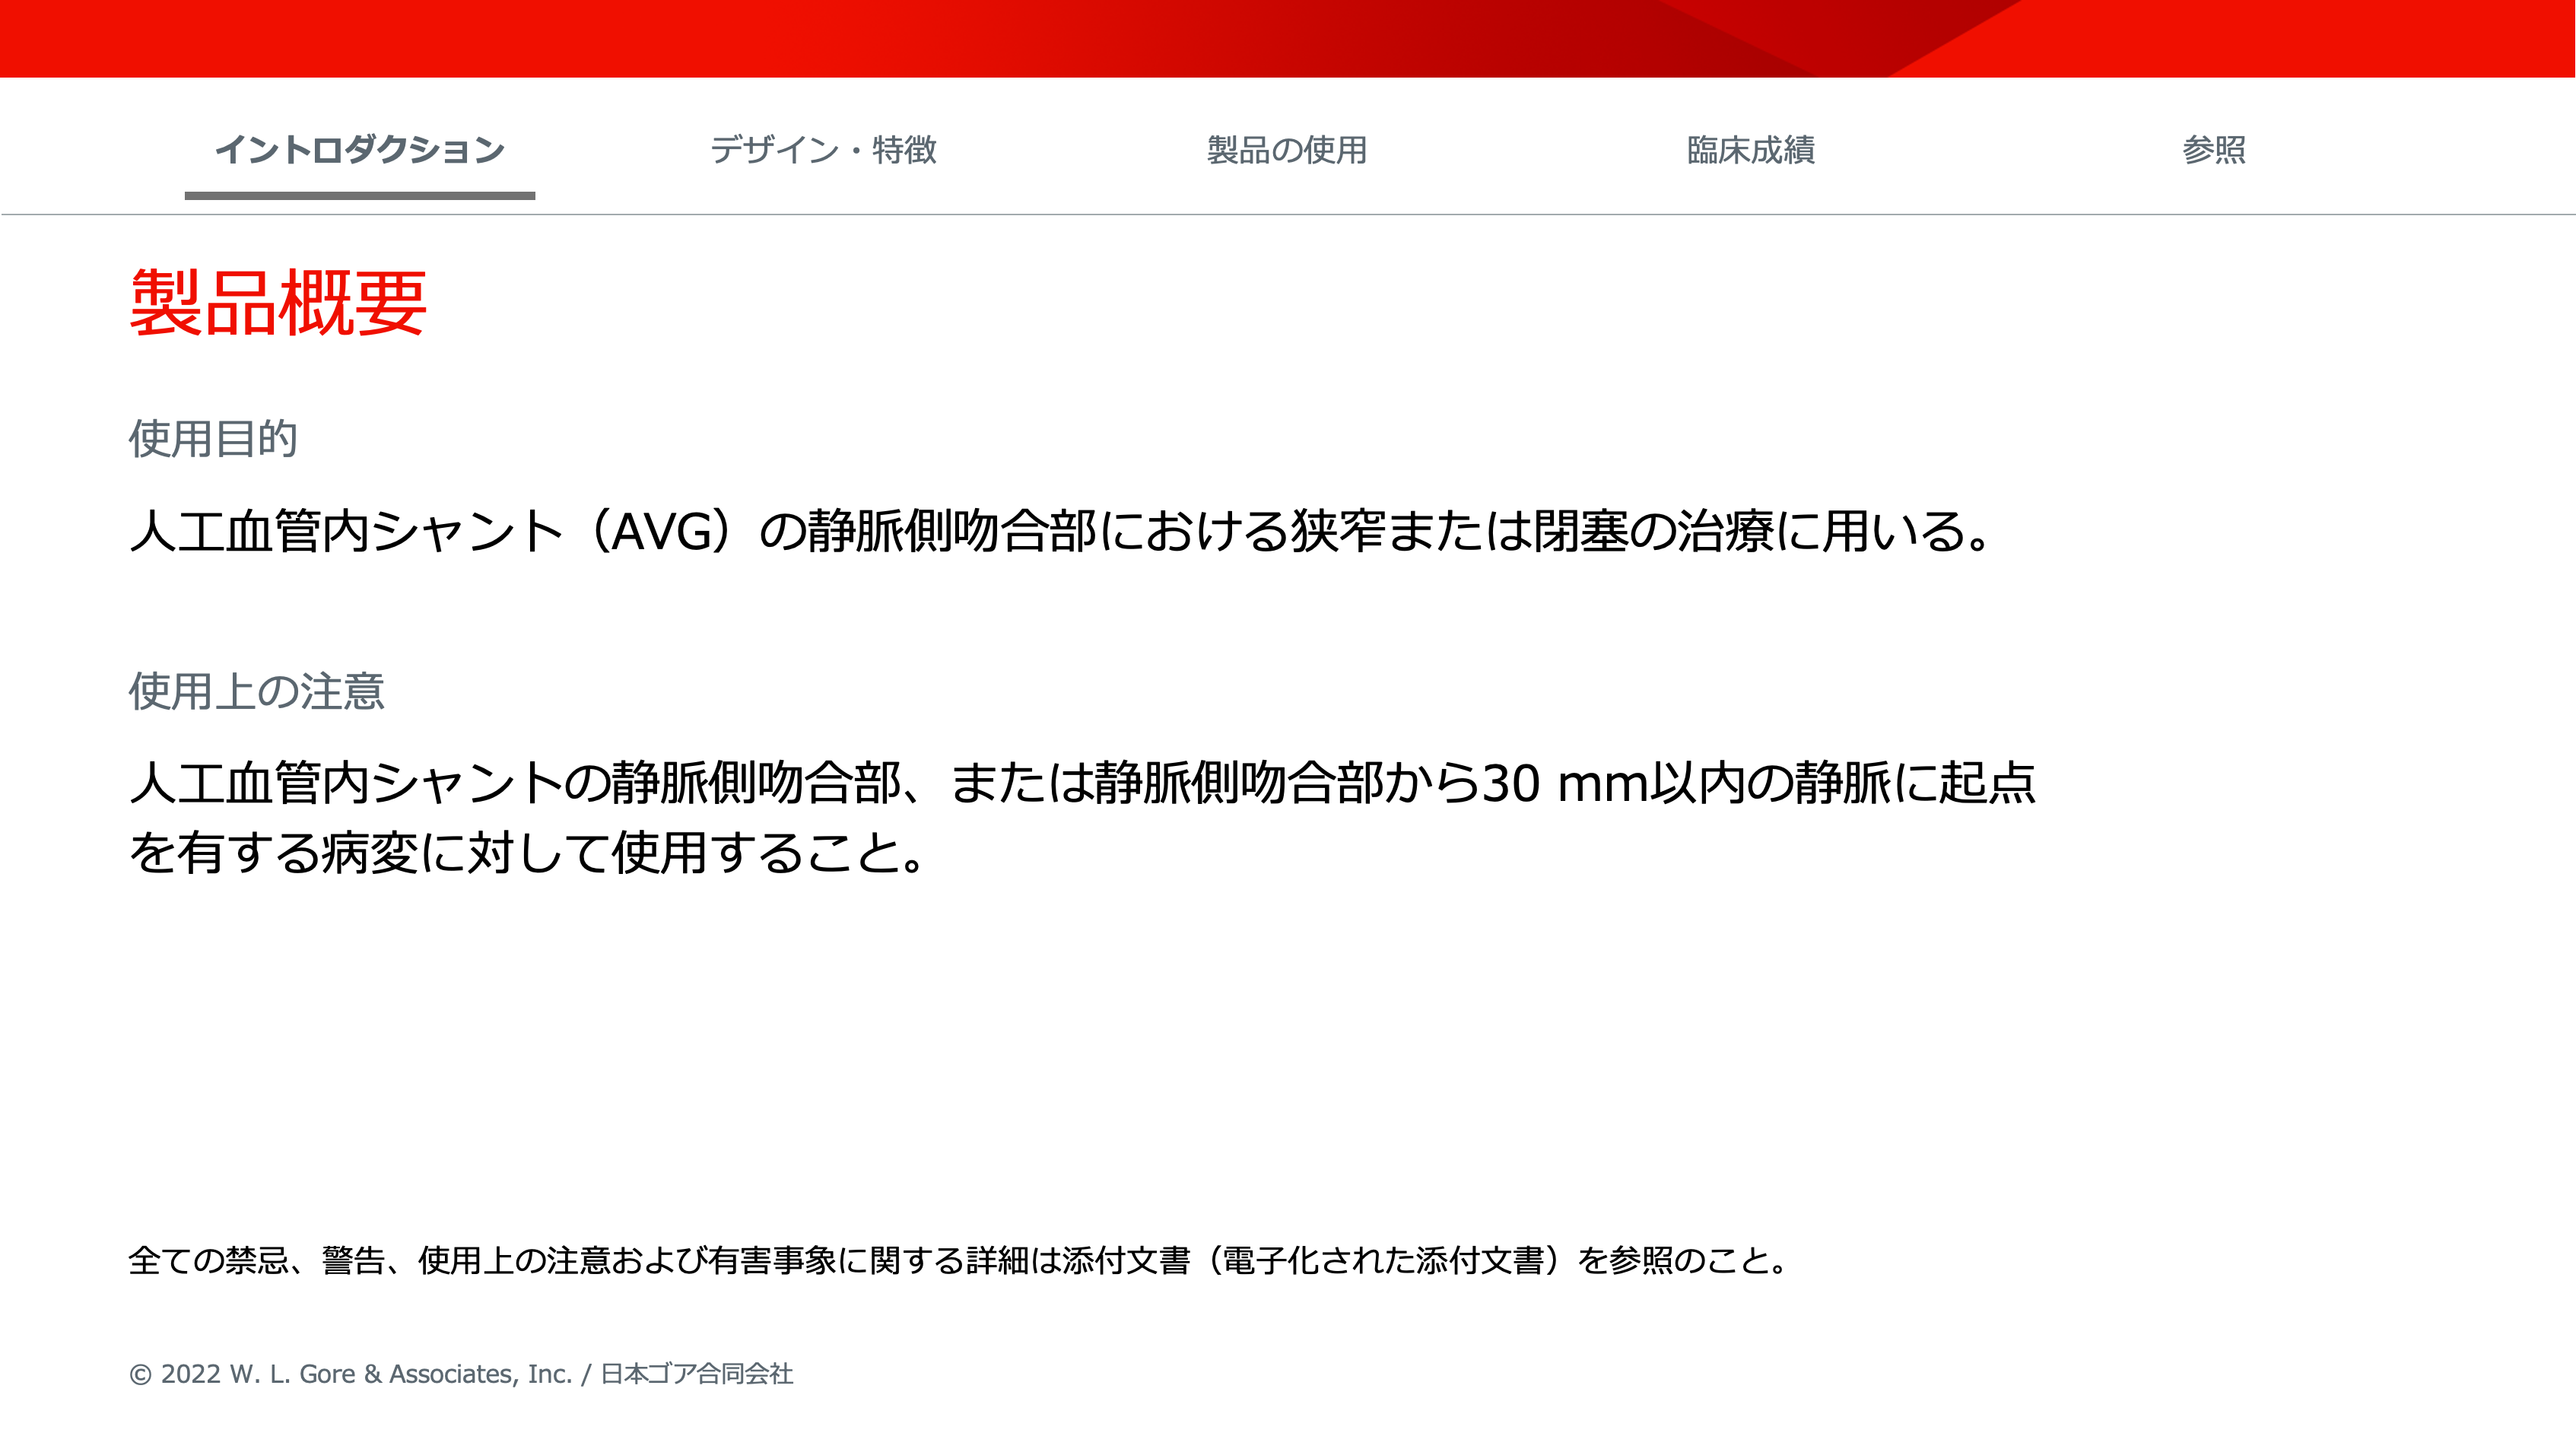 イントロダクション
デザイン・特徴
製品の使用
臨床成績
参照
製品概要
使用目的
人工血管内シャント（AVG）の静脈側吻合部における狭窄または閉塞の治療に用いる。
使用上の注意
人工血管内シャントの静脈側吻合部、または静脈側吻合部から30 mm以内の静脈に起点
を有する病変に対して使用すること。
全ての禁忌、警告、使用上の注意および有害事象に関する詳細は添付文書（電子化された添付文書）を参照のこと。
© 2022 W. L. Gore & Associates, Inc. / 日本ゴア合同会社